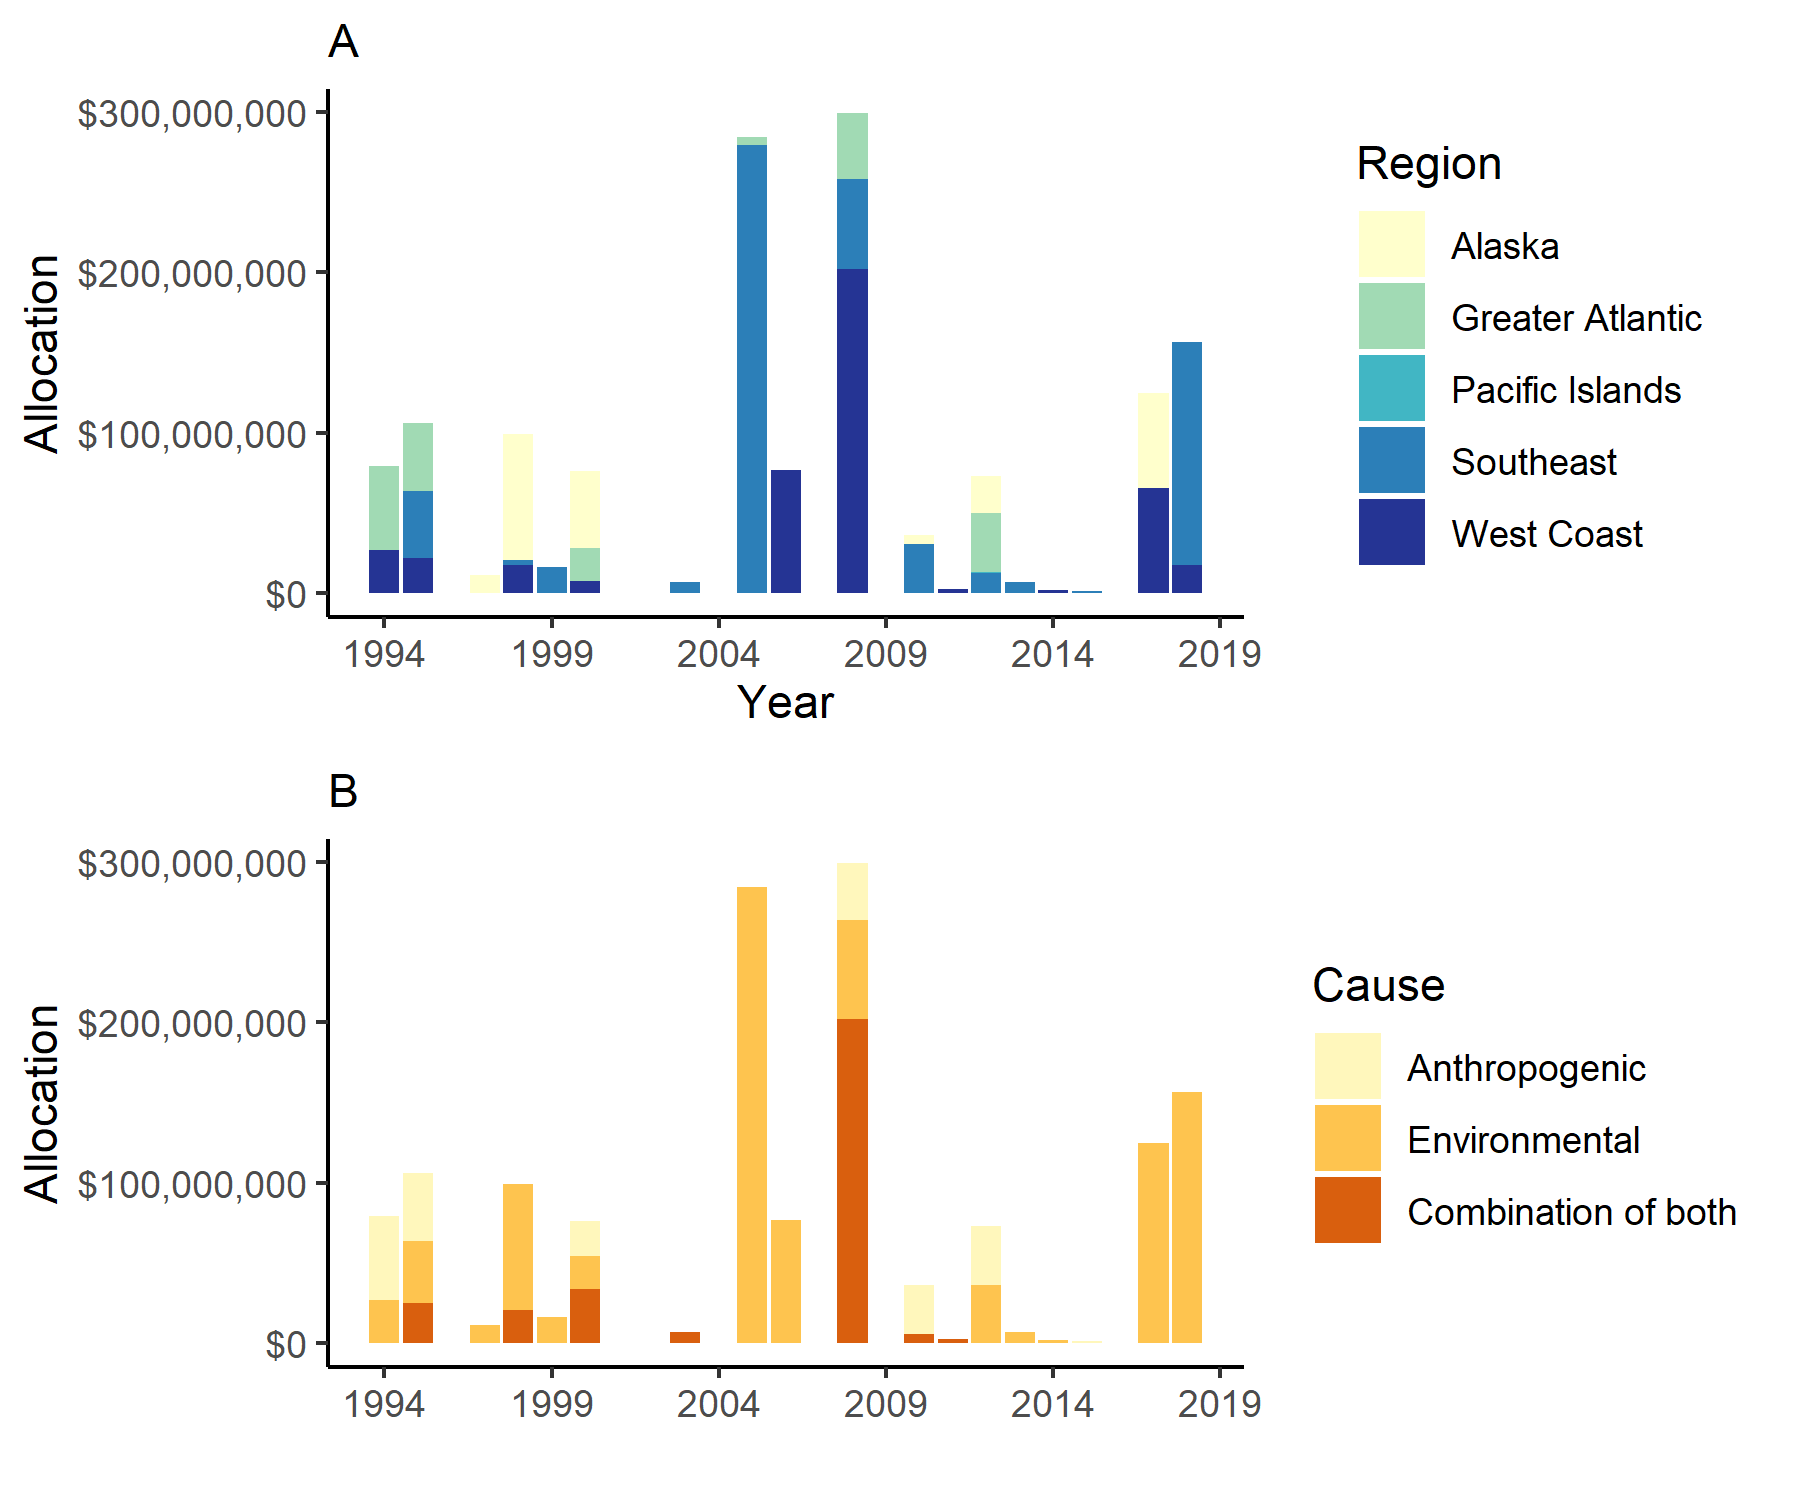 A
$300,000,000
$200,000,000
$100,000,000
$0
Allocation
1994 1999 2004 2009 2014 2019
Year
Region
Alaska
Greater Atlantic
Pacific Islands
Southeast
West Coast
B
$300,000,000
$200,000,000
$100,000,000
$0
Allocation
1994 1999 2004 2009 2014 2019
Cause
Anthropogenic
Environmental
Combination of both